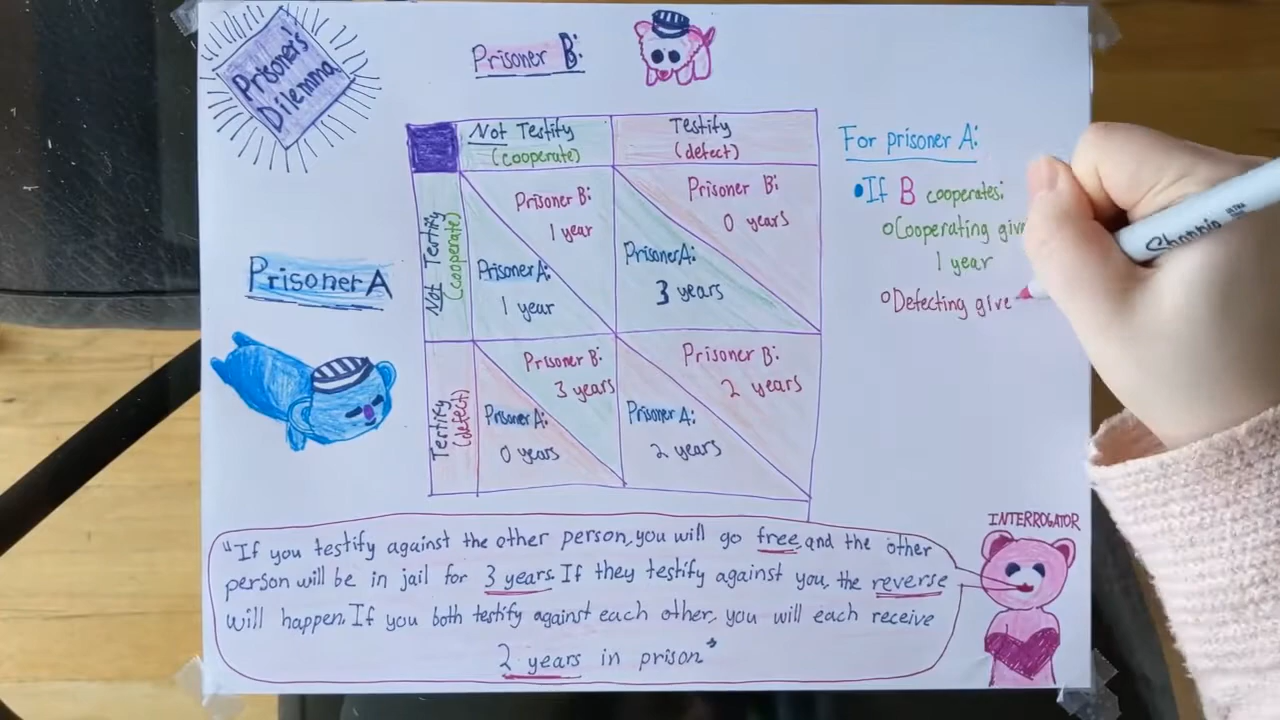 Prisoner's
Dilemma
Prisoner B:
Not Testify
(cooperate)
Testify
(defect)
Prisoner A
Not Testify
(cooperate)
Prisoner B:
1 year
Prisoner A:
1 year
Prisoner B:
0 years
Prisoner A:
3 years
Testify
(defect)
Prisoner B:
3 years
Prisoner A:
0 years
Prisoner B:
2 years
Prisoner A:
2 years
For prisoner A:
If B cooperates:
Cooperating giv
1 year
Defecting give
Sharpie
INTERROGATOR
"If you testify against the other person, you will go free, and the other
person will be in jail for 3 years. If they testify against you, the reverse
will happen. If you both testify against each other, you will each receive
2 years in prison"